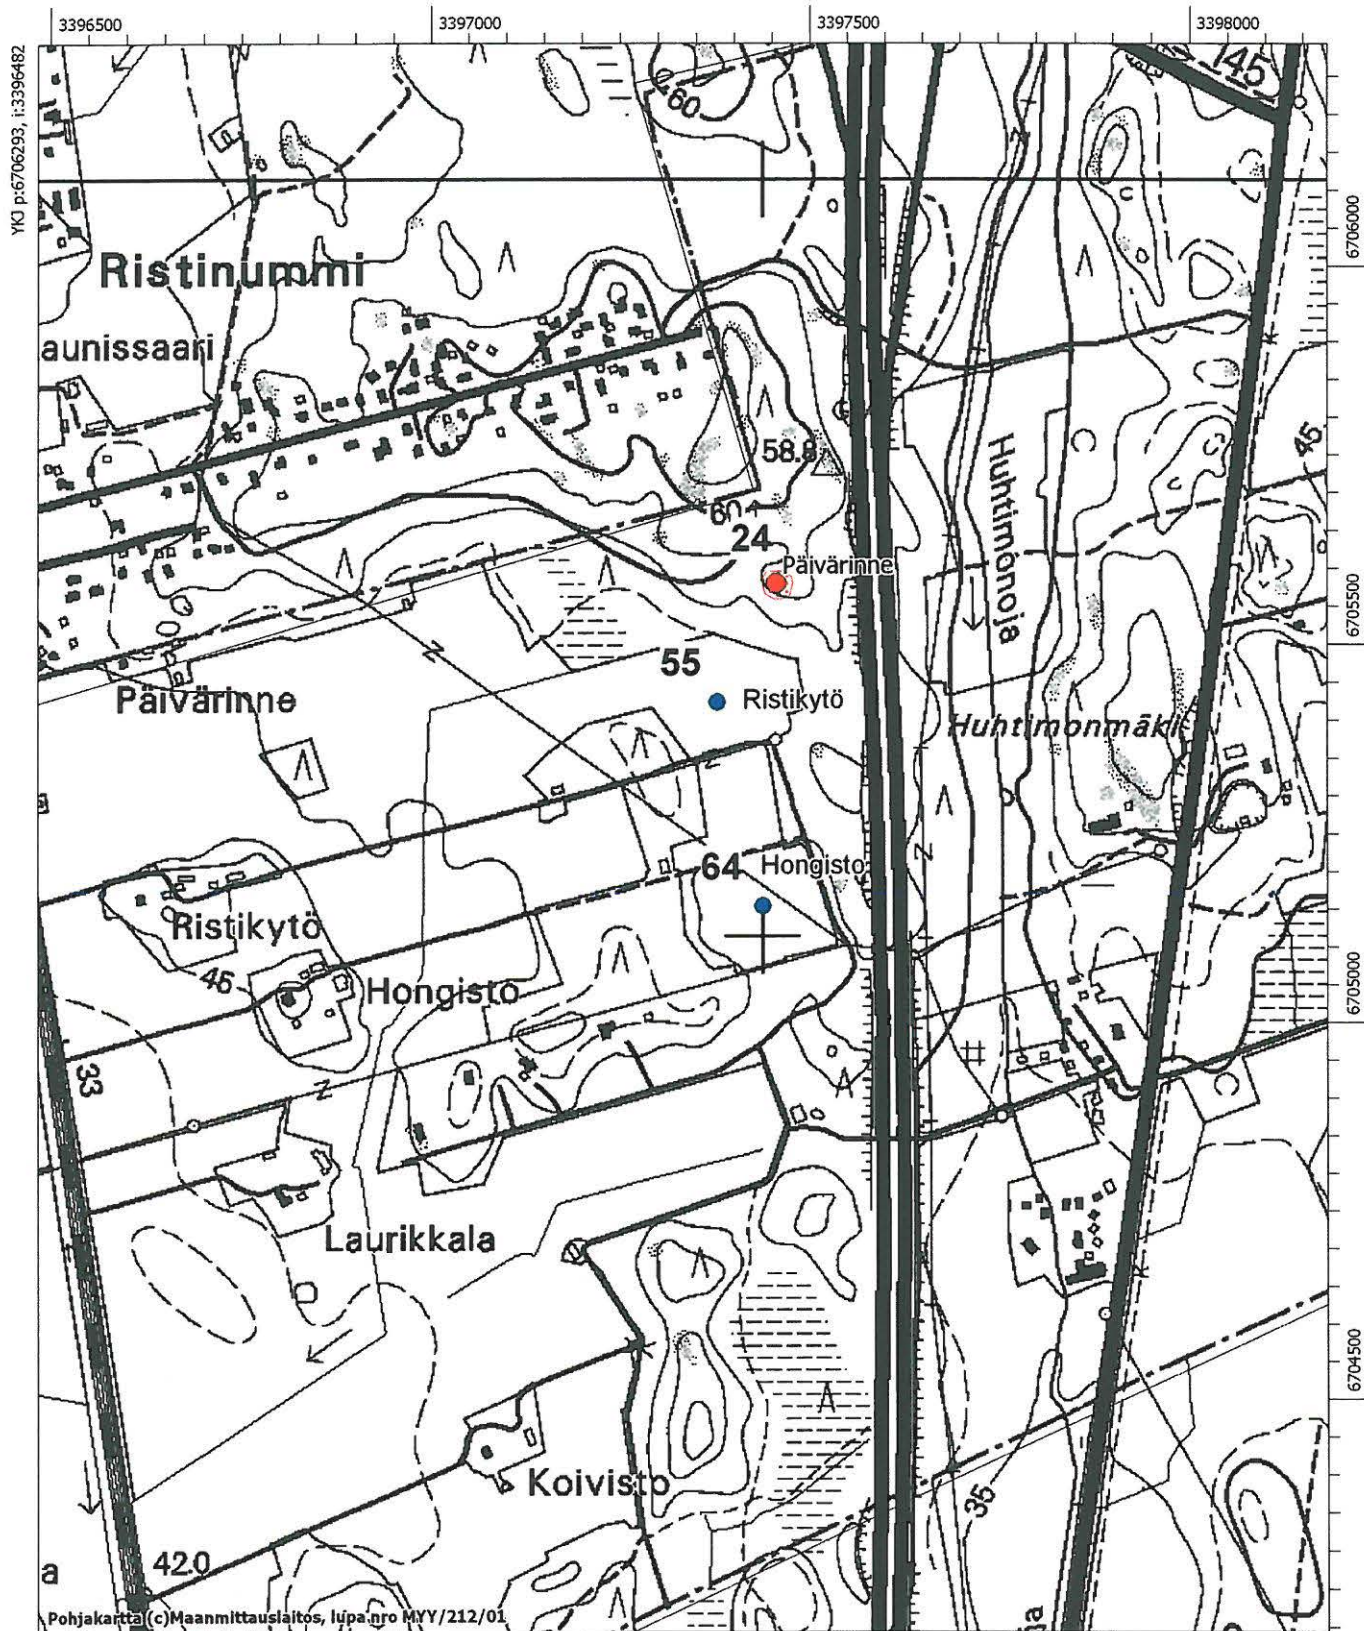 3396500
3397000
3397500
3398000
YKJ p:6706293, i:3396482
145
60
6706000
Ristinummi
aunissaari
58.8
45
Huhtimonoja
60
24
Päivärinne
6705500
55
Päivärinne
Ristikytö
Huhtimonmäki
64
Hongisto
Ristikytö
45
Hongisto
6705000
33
Laurikkala
6704500
Koivisto
35
42.0
a
Pohjakartta (c)Maanmittauslaitos, lupa nro MYY/212/01